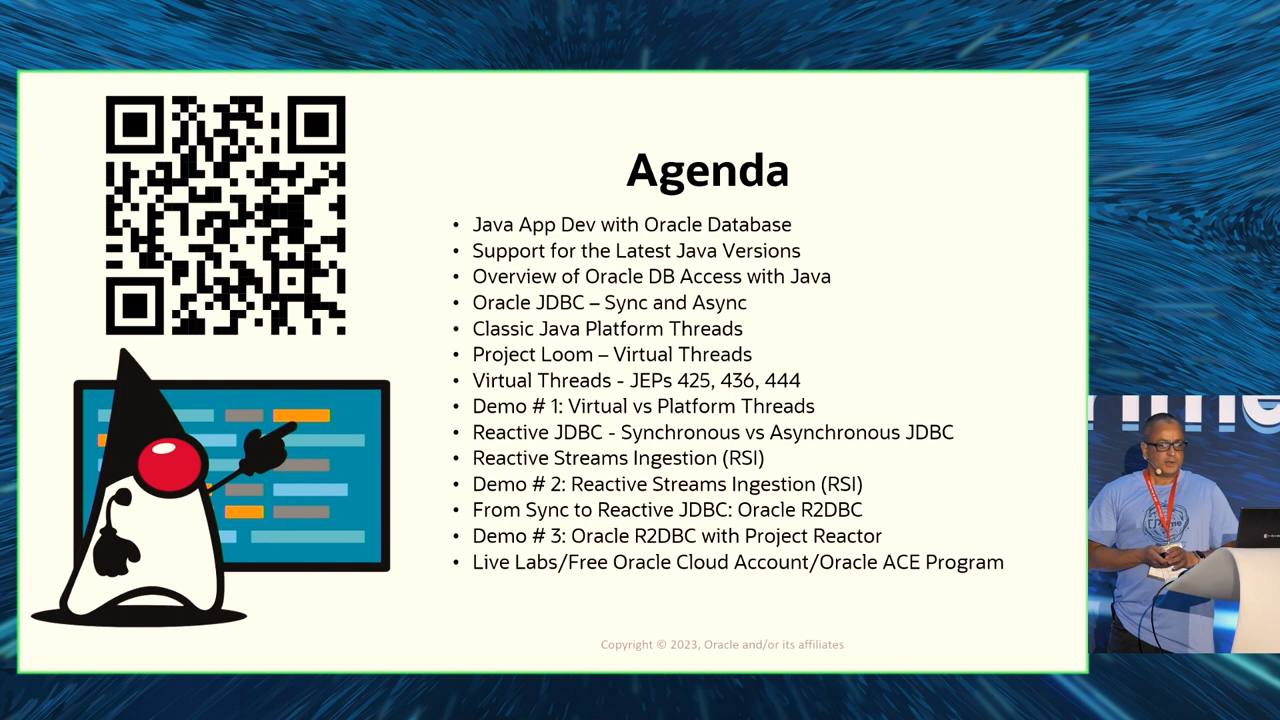 Agenda
• Java App Dev with Oracle Database
• Support for the Latest Java Versions
• Overview of Oracle DB Access with Java
• Oracle JDBC – Sync and Async
• Classic Java Platform Threads
• Project Loom – Virtual Threads
• Virtual Threads - JEPs 425, 436, 444
• Demo # 1: Virtual vs Platform Threads
• Reactive JDBC - Synchronous vs Asynchronous JDBC
• Reactive Streams Ingestion (RSI)
• Demo # 2: Reactive Streams Ingestion (RSI)
• From Sync to Reactive JDBC: Oracle R2DBC
• Demo # 3: Oracle R2DBC with Project Reactor
• Live Labs/Free Oracle Cloud Account/Oracle ACE Program
Copyright © 2023, Oracle and/or its affiliates